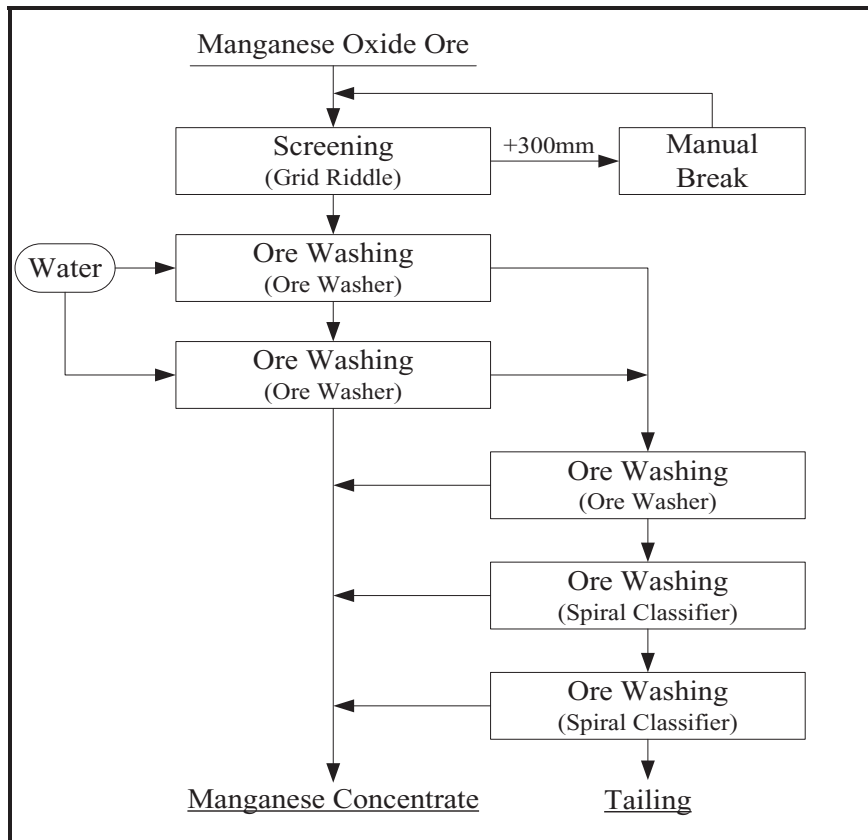 Manganese Oxide Ore
Screening
(Grid Riddle)
+300mm
Manual
Break
Water
Ore Washing
(Ore Washer)
Ore Washing
(Ore Washer)
Ore Washing
(Ore Washer)
Ore Washing
(Spiral Classifier)
Ore Washing
(Spiral Classifier)
Manganese Concentrate
Tailing